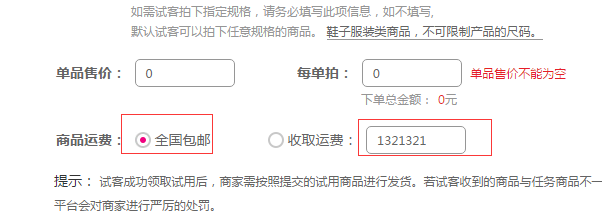 如需试客拍下指定规格，请务必填写此项信息，如不填写，
默认试客可以拍下任意规格的商品。 鞋子服装类商品，不可限制产品的尺码。
单品售价： 0 每单拍： 0 单品售价不能为空
下单总金额： 0元
商品运费： 全国包邮 收取运费： 1321321
提示： 试客成功领取试用后，商家需按照提交的试用商品进行发货。若试客收到的商品与任务商品不一
平台会对商家进行严厉的处罚。